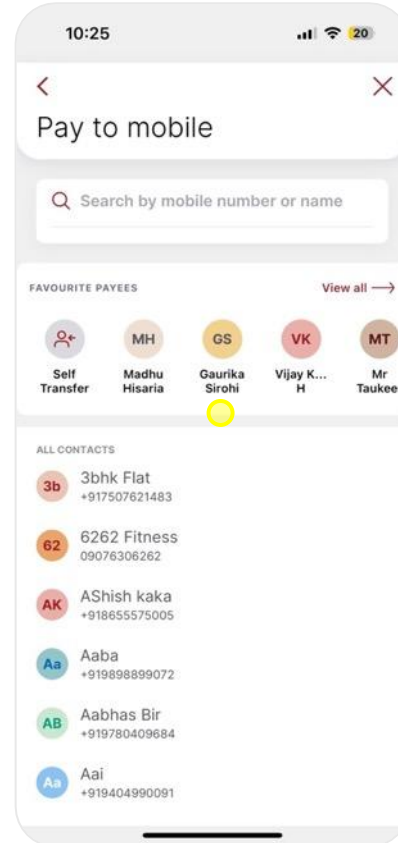 10:25
20
Pay to mobile
Search by mobile number or name
FAVOURITE PAYEES
View all
MH
GS
VK
MT
Self Transfer
Madhu Hisaria
Gaurika Sirohi
Vijay K... H
Mr Taukee
ALL CONTACTS
3b
3bhk Flat
+917507621483
62
6262 Fitness
09076306262
AK
AShish kaka
+918655575005
Aa
Aaba
+919898899072
AB
Aabhas Bir
+919780409684
Aa
Aai
+919404990091